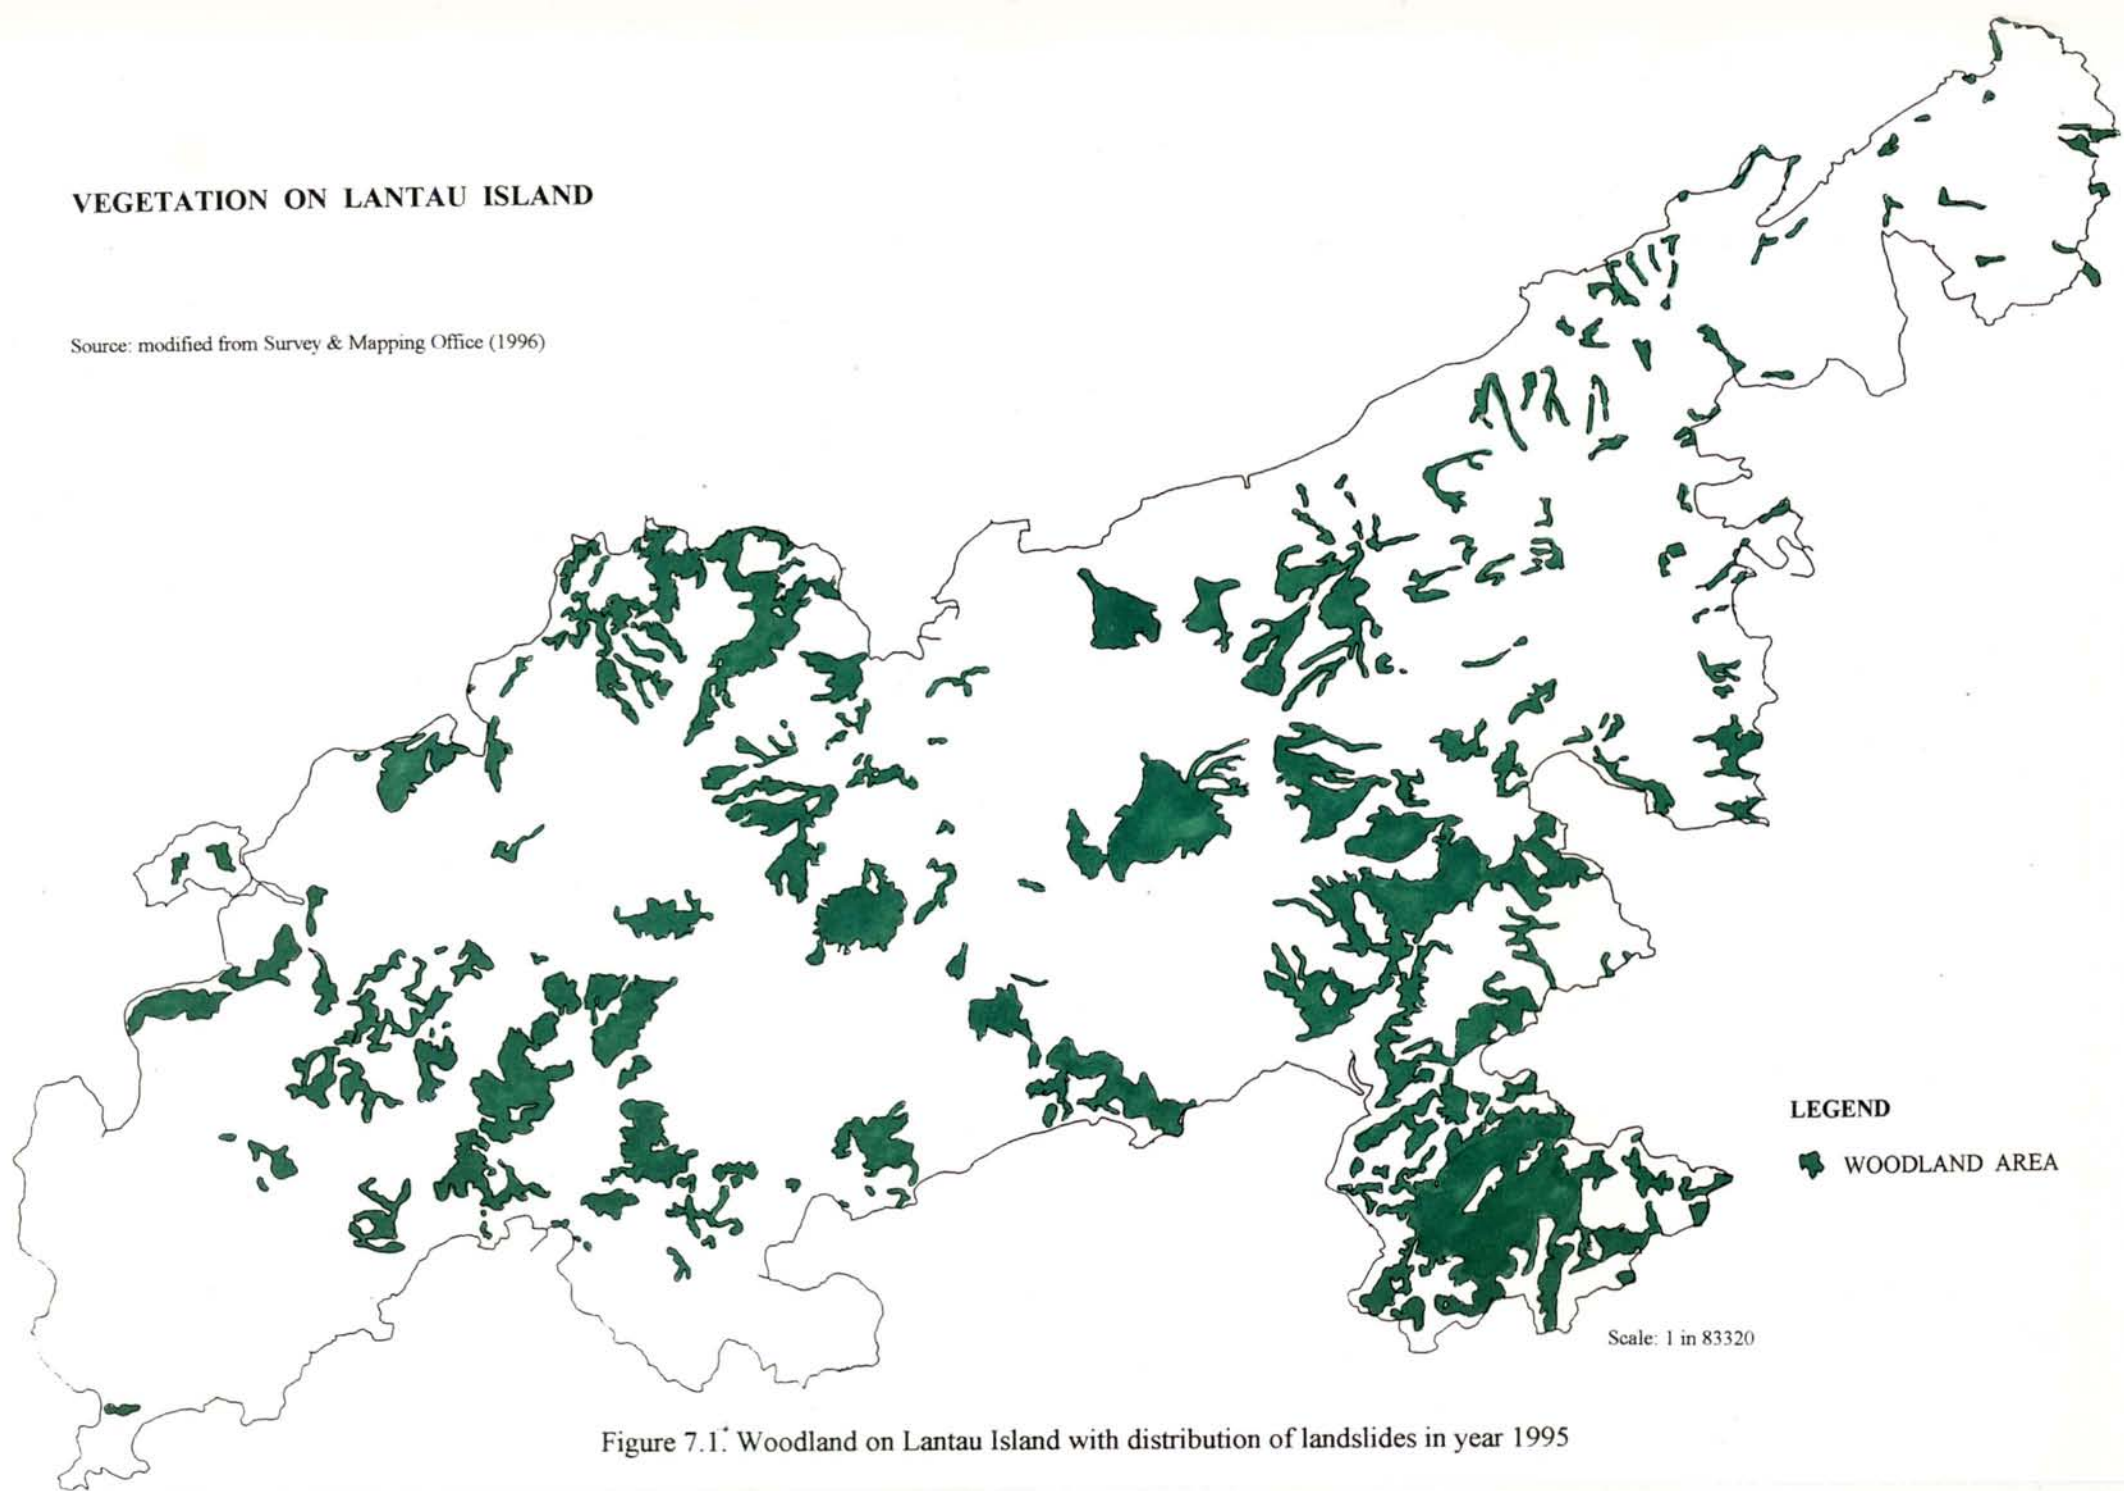 VEGETATION ON LANTAU ISLAND
Source: modified from Survey & Mapping Office (1996)
LEGEND
WOODLAND AREA
Scale: 1 in 83320
Figure 7.1: Woodland on Lantau Island with distribution of landslides in year 1995